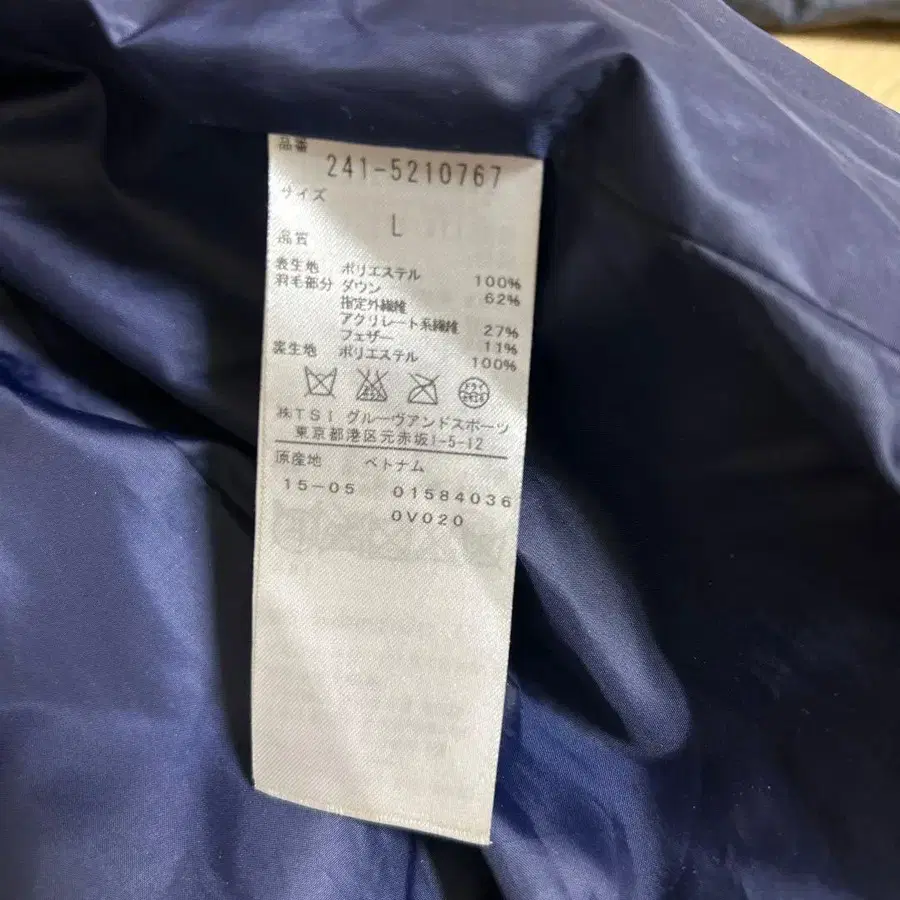 品番
241-5210767
サイズ
L
品質
表生地 ポリエステル 100%
羽毛部分 ダウン 62%
指定外繊維
アクリレート系繊維 27%
フェザー 11%
裏生地 ポリエステル 100%
㈱TSI グルーヴアンドスポーツ
東京都港区元赤坂1-5-12
原産地 ベトナム
15-05 01584036
0V020